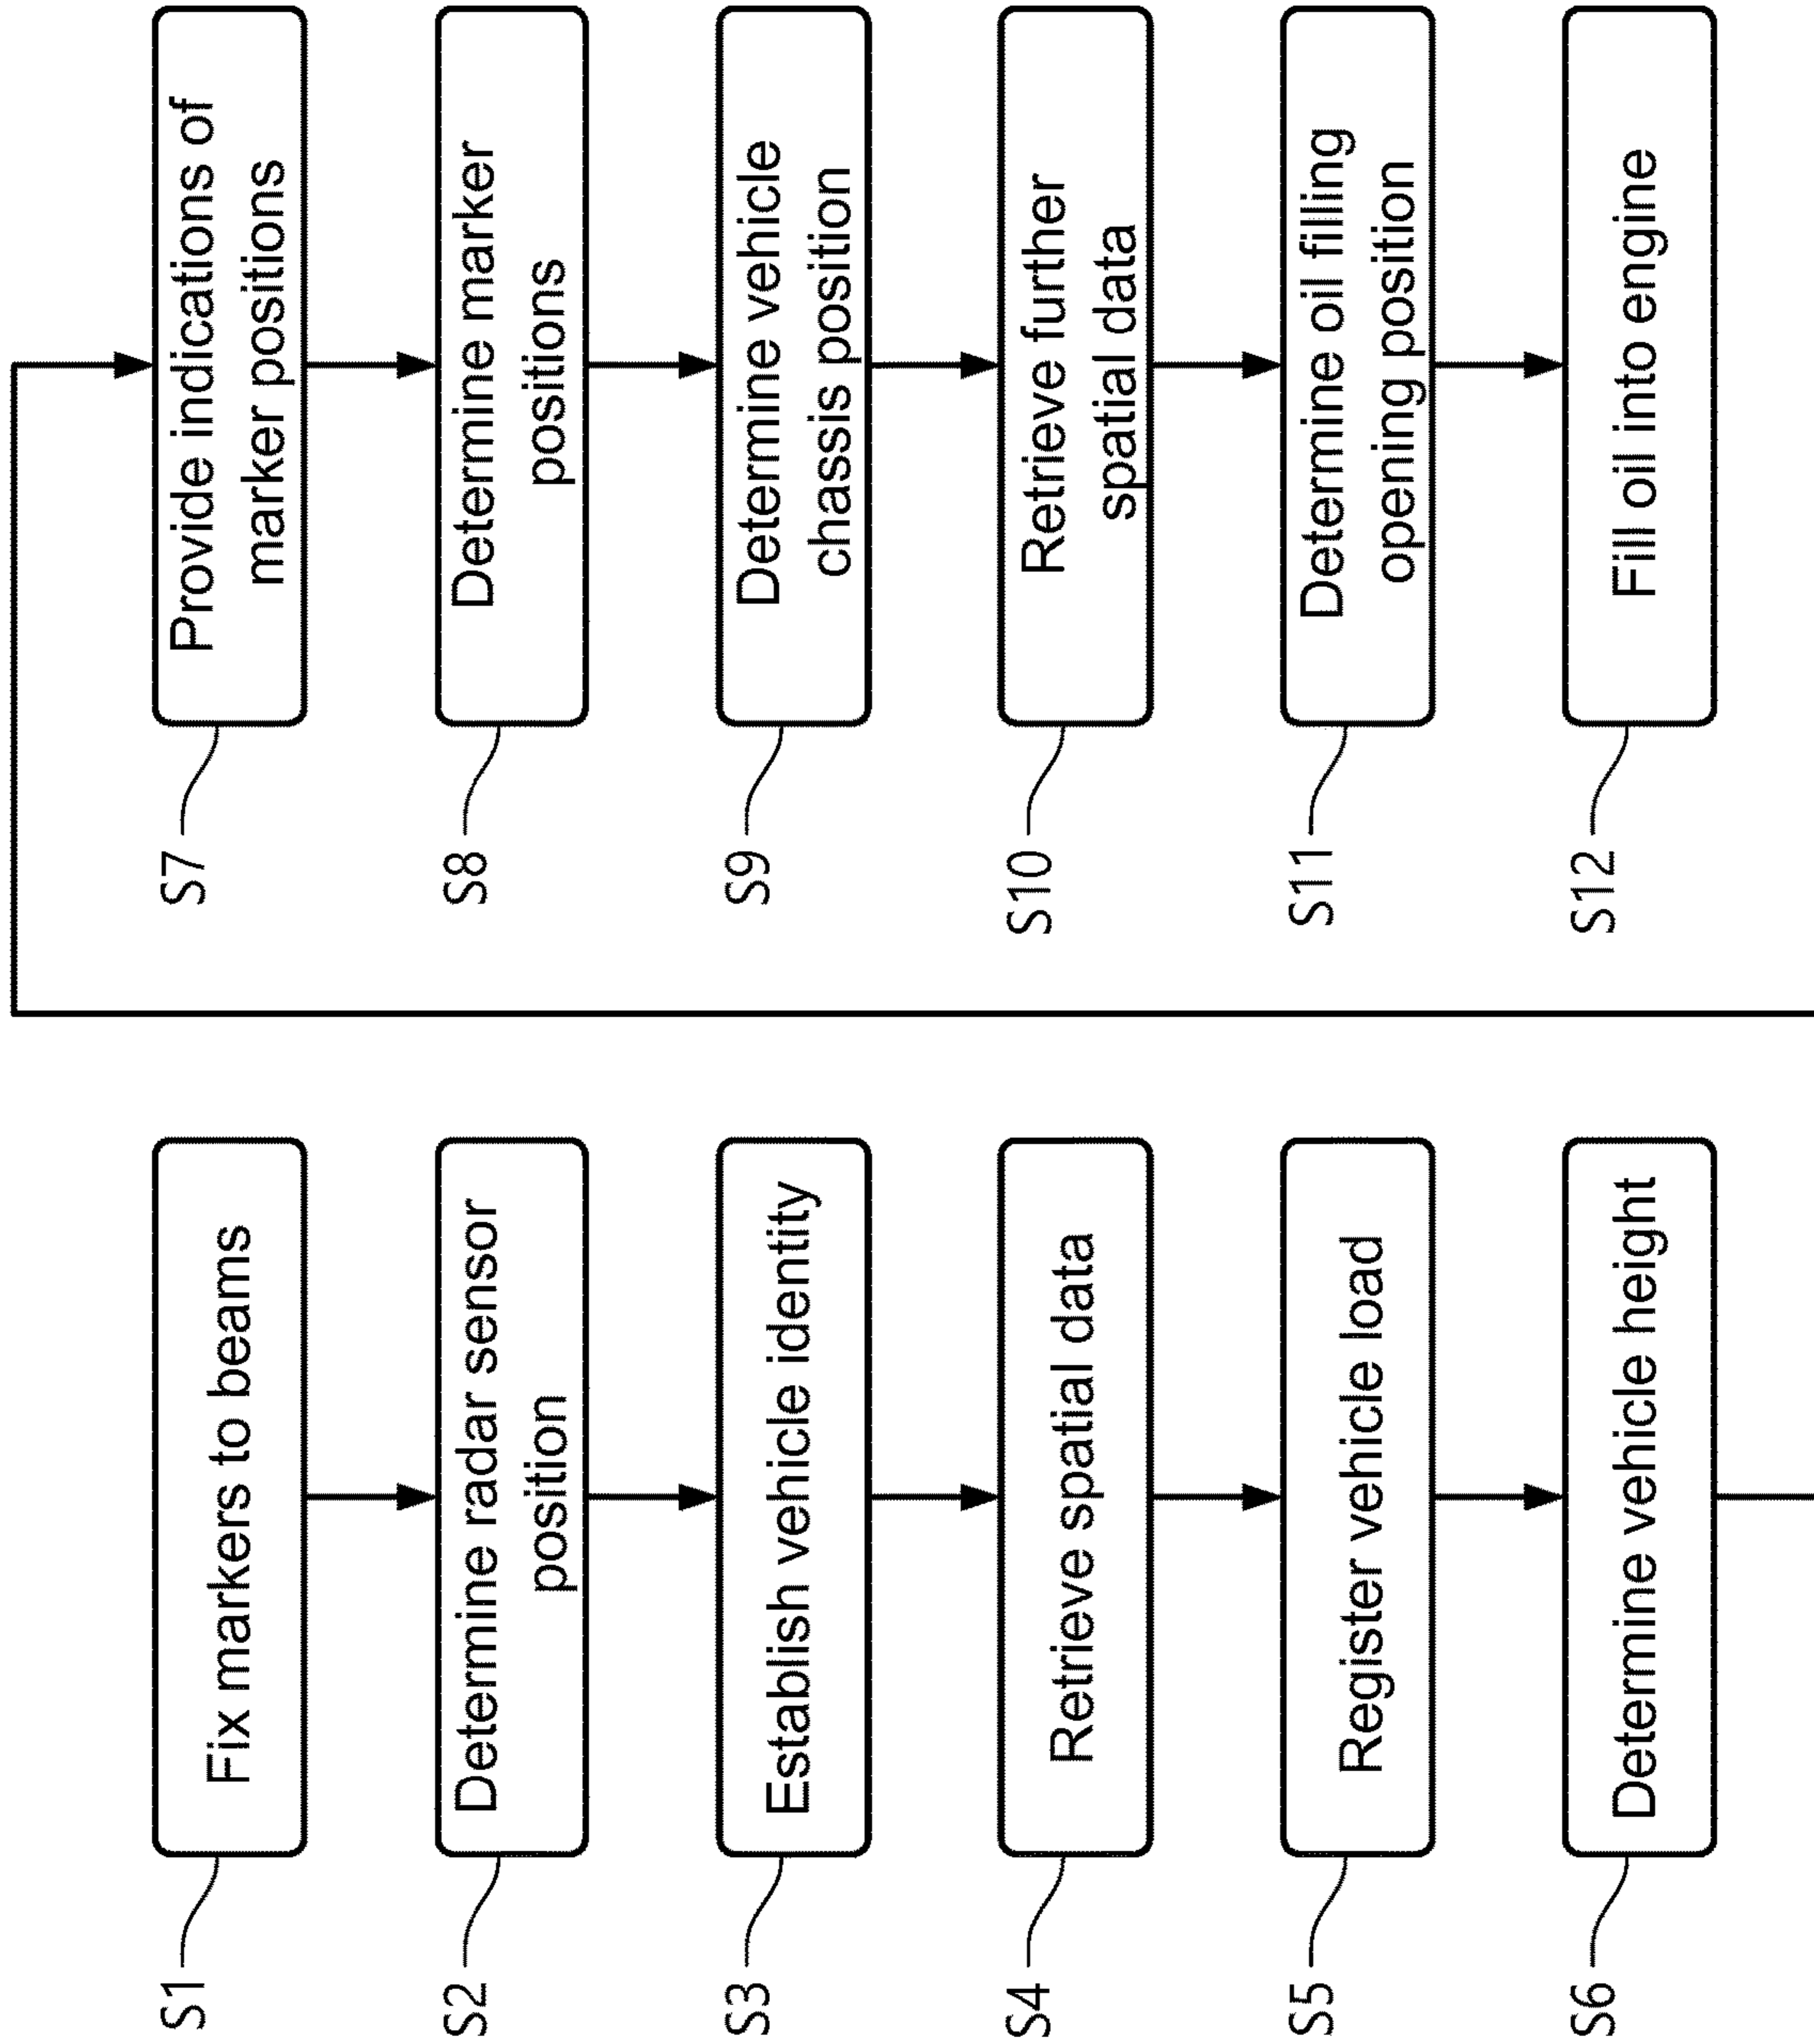 S1
Fix markers to beams
S2
Determine radar sensor
position
S3
Establish vehicle identity
S4
Retrieve spatial data
S5
Register vehicle load
S6
Determine vehicle height
S7
Provide indications of
marker positions
S8
Determine marker
positions
S9
Determine vehicle
chassis position
S10
Retrieve further
spatial data
S11
Determine oil filling
opening position
S12
Fill oil into engine